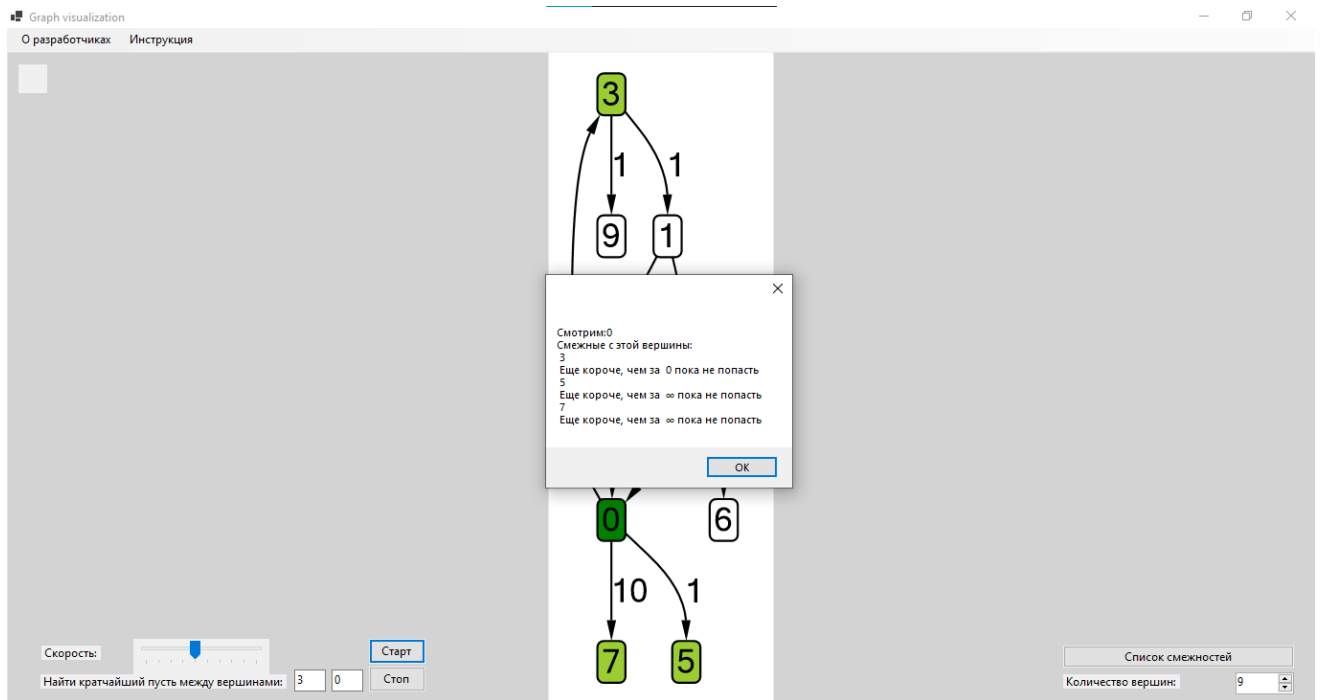 Graph visualization
О разработчиках Инструкция
3
1 1
9 1
Смотрим:0
Смежные с этой вершины:
3
Еще короче, чем за 0 пока не попасть
5
Еще короче, чем за ∞ пока не попасть
7
Еще короче, чем за ∞ пока не попасть
OK
0 6
10 1
7 5
Скорость: Старт
Найти кратчайший пусть между вершинами: 3 0 Стоп
Список смежностей
Количество вершин: 9